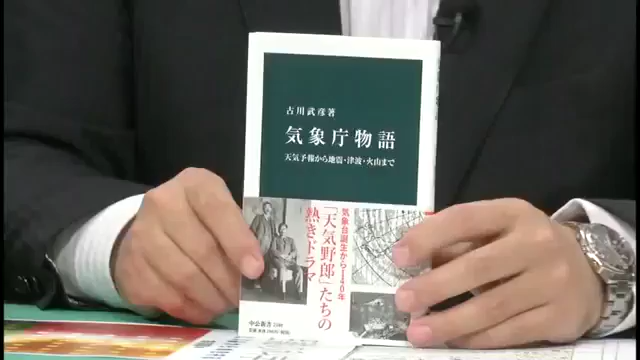 古川武彦著
気象庁物語
天気予報から地震・津波・火山まで
気象台誕生から140年
「天気野郎」たちの
熱きドラマ
中公新書